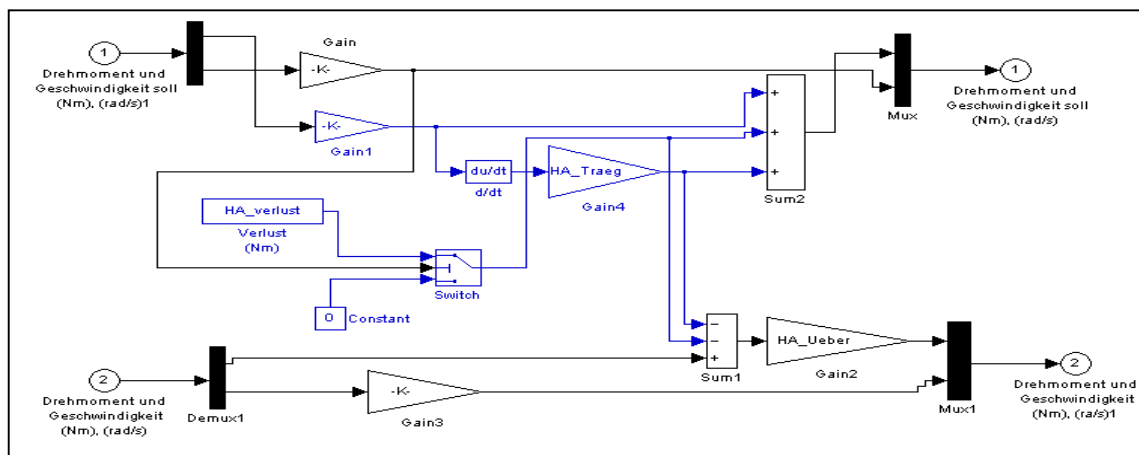 Gain
1
-K-
Drehmoment und
Geschwindigkeit soll
(Nm), (rad/s)1
-K-
Gain1
+
+
+
Sum2
Mux
1
Drehmoment und
Geschwindigkeit soll
(Nm), (rad/s)
du/dt
d/dt
HA_Traeg
Gain4
HA_verlust
Verlust
(Nm)
Switch
0
Constant
−
−
+
Sum1
HA_Ueber
Gain2
Mux1
2
Drehmoment und
Geschwindigkeit
(Nm), (ra/s)1
2
Drehmoment und
Geschwindigkeit
(Nm), (rad/s)
Demux1
-K-
Gain3